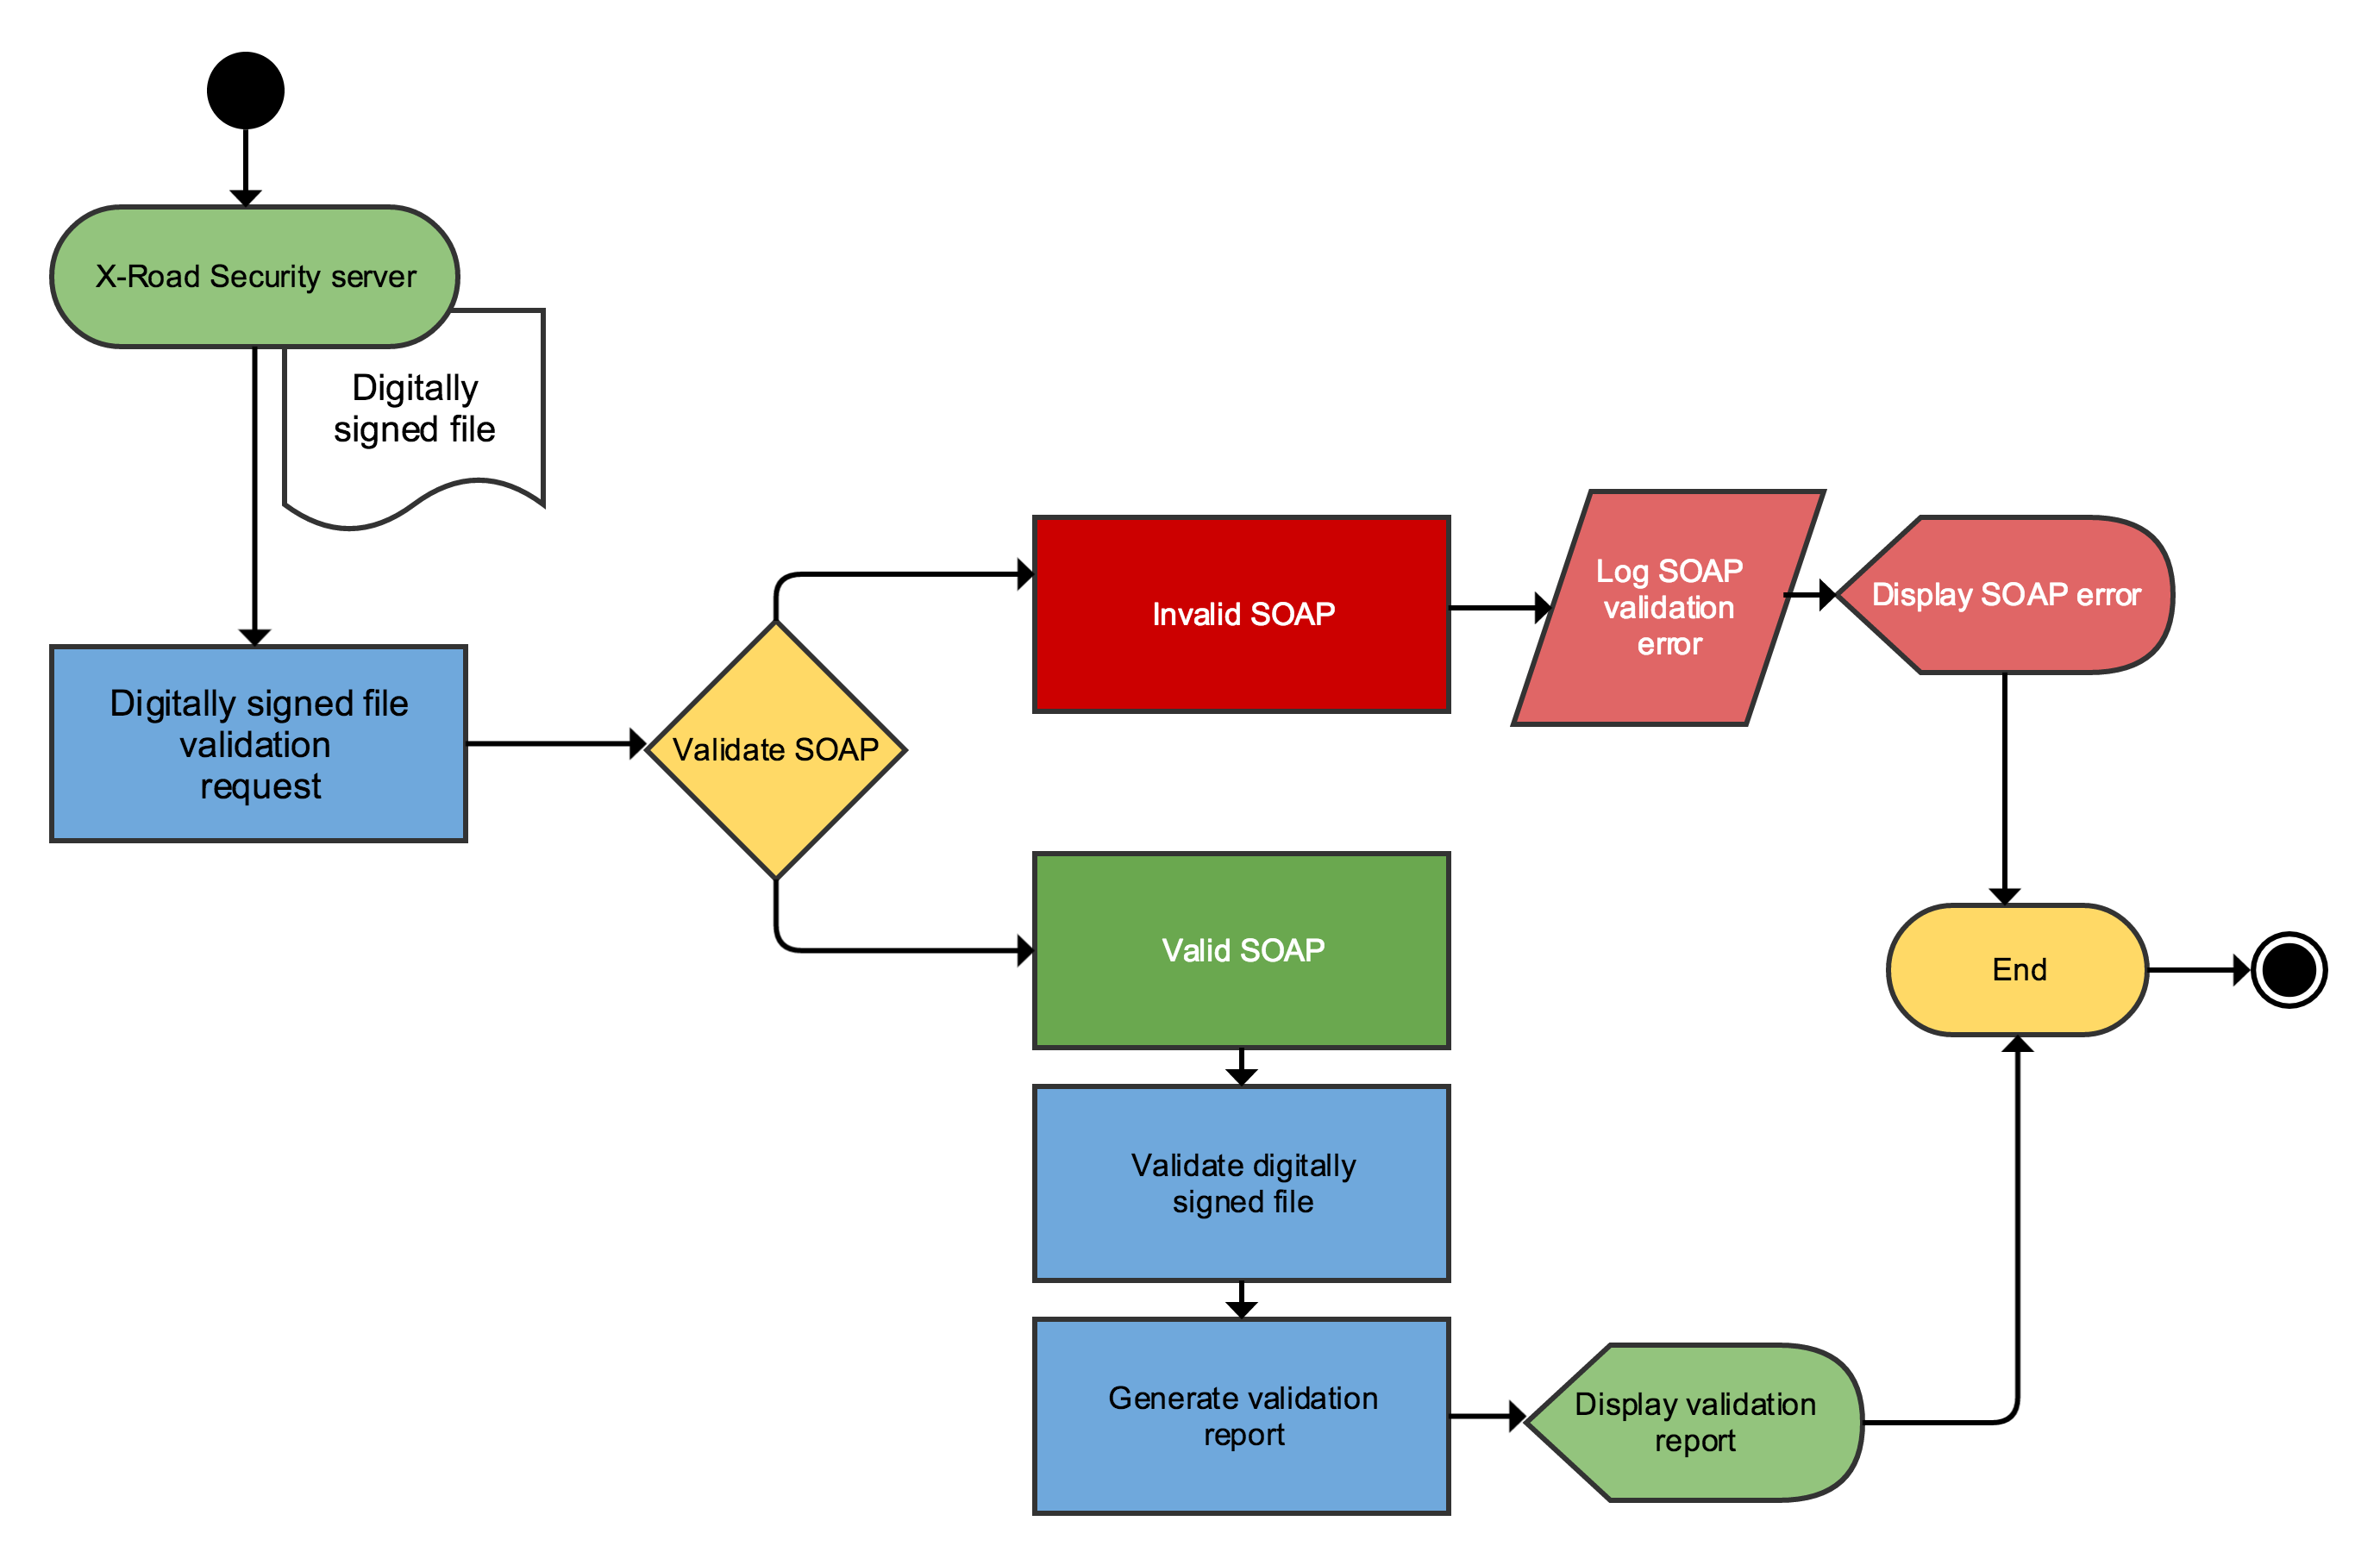 X-Road Security server
Digitally
signed file
Digitally signed file
validation
request
Validate SOAP
Invalid SOAP
Log SOAP
validation
error
Display SOAP error
Valid SOAP
End
Validate digitally
signed file
Generate validation
report
Display validation
report